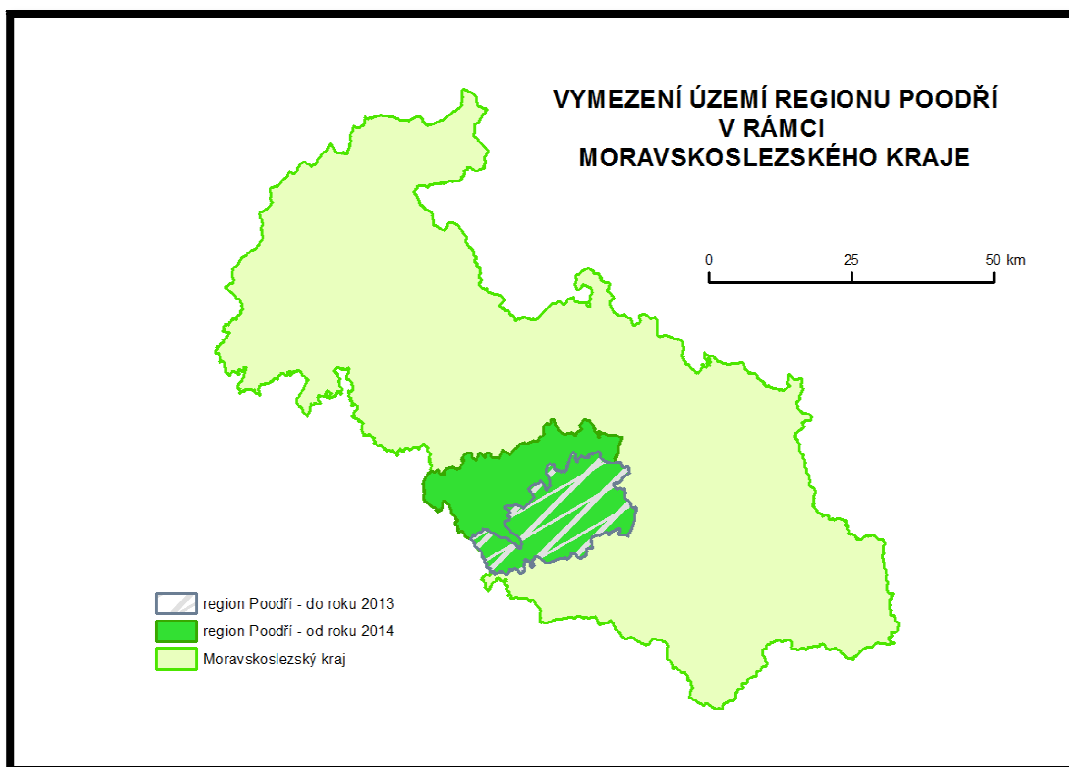 VYMEZENÍ ÚZEMÍ REGIONU POODŘÍ
V RÁMCI
MORAVSKOSLEZSKÉHO KRAJE
0 25 50 km
region Poodří - do roku 2013
region Poodří - od roku 2014
Moravskoslezský kraj